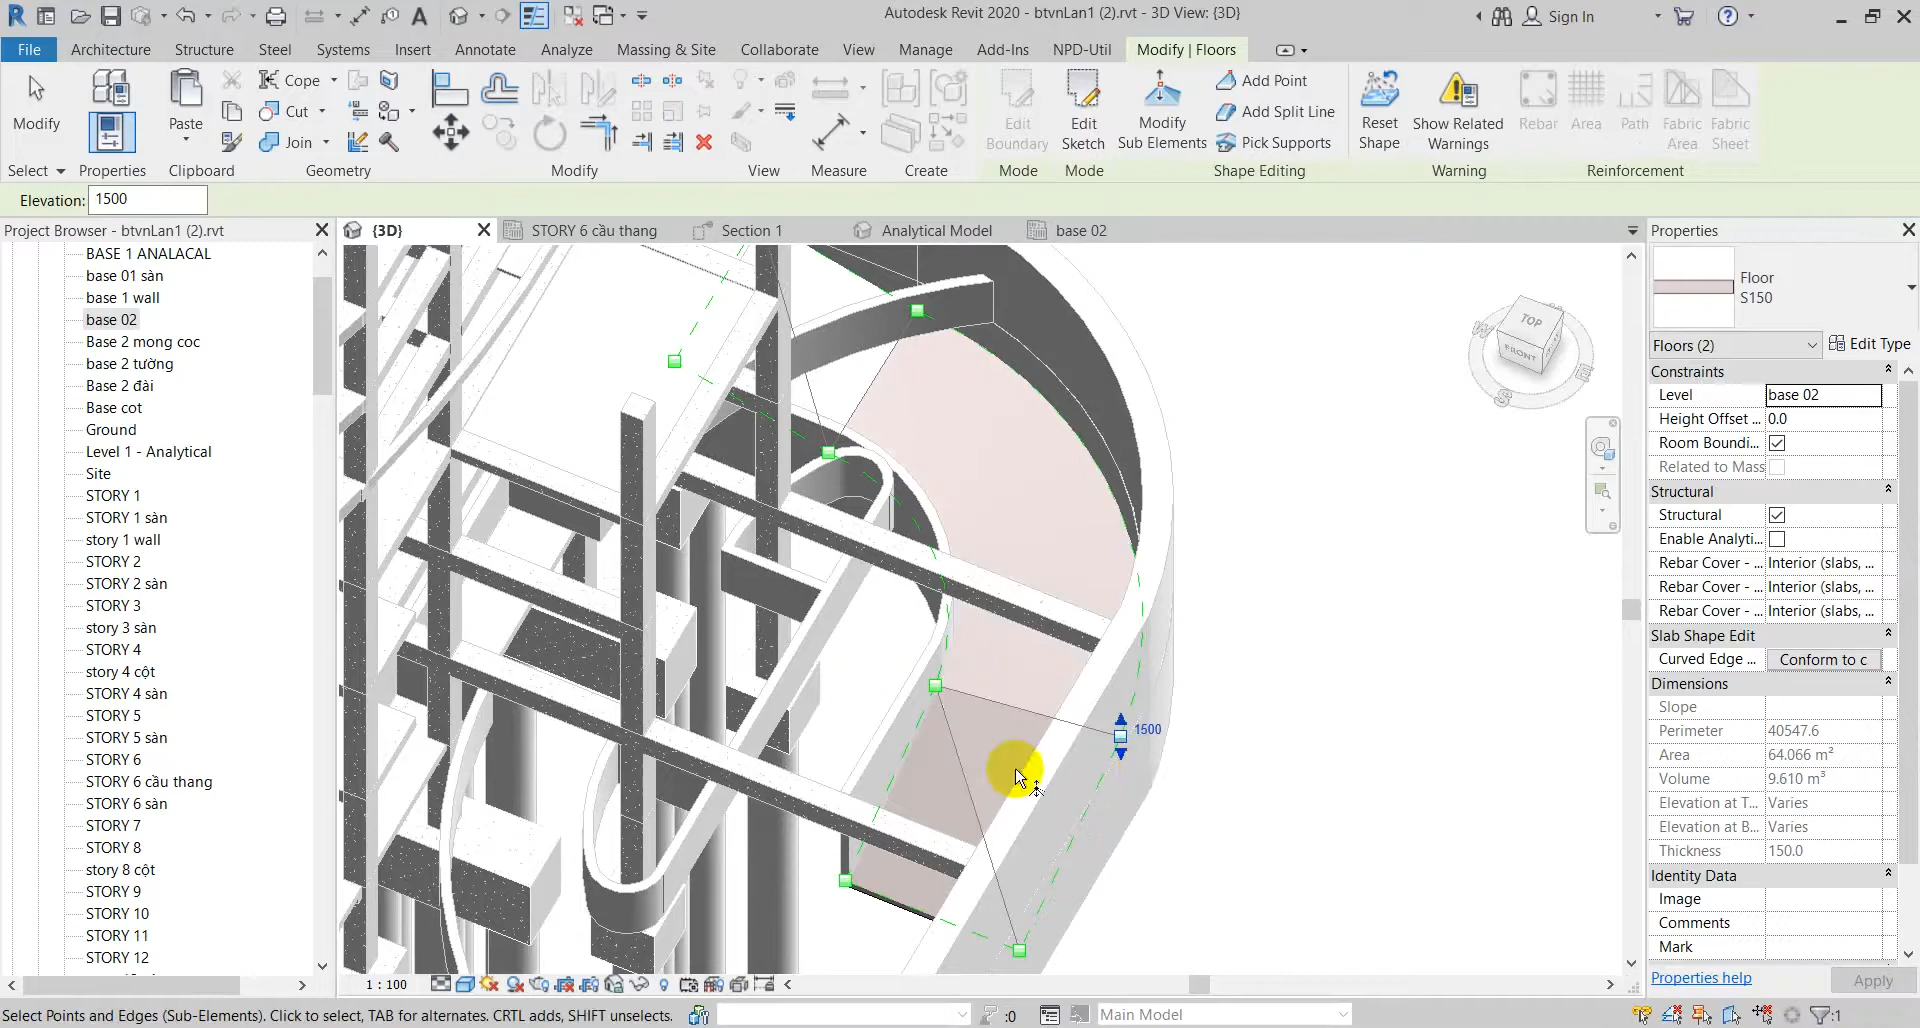 Autodesk Revit 2020 - btvnLan1 (2).rvt - 3D View: {3D}
Sign In
File Architecture Structure Steel Systems Insert Annotate Analyze Massing & Site Collaborate View Manage Add-Ins NPD-Util Modify | Floors
Modify
Paste
Cope
Cut
Join
Edit Boundary
Edit Sketch
Modify Sub Elements
Add Point
Add Split Line
Pick Supports
Reset Shape
Show Related Warnings
Rebar
Area
Path
Fabric Area
Fabric Sheet
Select Properties Clipboard Geometry Modify View Measure Create Mode Mode Shape Editing Warning Reinforcement
Elevation: 1500
Project Browser - btvnLan1 (2).rvt
{3D} STORY 6 cầu thang Section 1 Analytical Model base 02
BASE 1 ANALACAL
base 01 sàn
base 1 wall
base 02
Base 2 mong coc
base 2 tường
Base 2 đài
Base cot
Ground
Level 1 - Analytical
Site
STORY 1
STORY 1 sàn
story 1 wall
STORY 2
STORY 2 sàn
STORY 3
story 3 sàn
STORY 4
story 4 cột
STORY 4 sàn
STORY 5
STORY 5 sàn
STORY 6
STORY 6 cầu thang
STORY 6 sàn
STORY 7
STORY 8
story 8 cột
STORY 9
STORY 10
STORY 11
STORY 12
TOP
FRONT
W
S
E
1500
Properties
Floor
S150
Floors (2) Edit Type
Constraints
Level base 02
Height Offset ... 0.0
Room Boundi...
Related to Mass
Structural
Structural
Enable Analyti...
Rebar Cover - ... Interior (slabs, ...
Rebar Cover - ... Interior (slabs, ...
Rebar Cover - ... Interior (slabs, ...
Slab Shape Edit
Curved Edge ... Conform to c
Dimensions
Slope
Perimeter 40547.6
Area 64.066 m²
Volume 9.610 m³
Elevation at T... Varies
Elevation at B... Varies
Thickness 150.0
Identity Data
Image
Comments
Mark
Properties help Apply
1 : 100
Select Points and Edges (Sub-Elements). Click to select, TAB for alternates. CRTL adds, SHIFT unselects.
:0
Main Model
:1